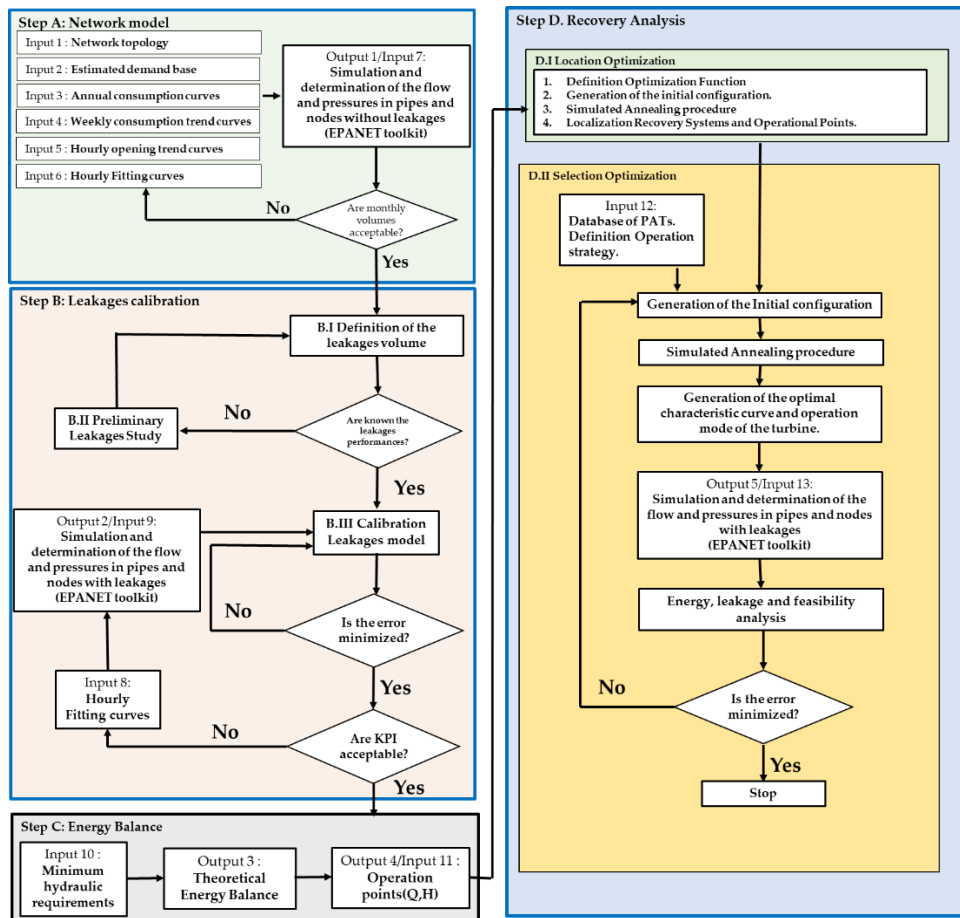 Step A: Network model
Input 1 : Network topology
Input 2 : Estimated demand base
Input 3 : Annual consumption curves
Input 4 : Weekly consumption trend curves
Input 5 : Hourly opening trend curves
Input 6 : Hourly Fitting curves
Output 1/Input 7:
Simulation and
determination of the flow
and pressures in pipes and
nodes without leakages
(EPANET toolkit)
Are monthly
volumes
acceptable?
No
Yes
Step B: Leakages calibration
B.I Definition of the
leakages volume
Are known the
leakages
performances?
No
B.II Preliminary
Leakages Study
Yes
B.III Calibration
Leakages model
Output 2/Input 9:
Simulation and
determination of the flow
and pressures in pipes and
nodes with leakages
(EPANET toolkit)
Is the error
minimized?
No
Yes
Input 8:
Hourly
Fitting curves
Are KPI
acceptable?
No
Yes
Step C: Energy Balance
Input 10 :
Minimum
hydraulic
requirements
Output 3 :
Theoretical
Energy Balance
Output 4/Input 11 :
Operation
points(Q,H)
Step D. Recovery Analysis
D.I Location Optimization
1. Definition Optimization Function
2. Generation of the initial configuration.
3. Simulated Annealing procedure
4. Localization Recovery Systems and Operational Points.
D.II Selection Optimization
Input 12:
Database of PATs.
Definition Operation
strategy.
Generation of the Initial configuration
Simulated Annealing procedure
Generation of the optimal
characteristic curve and operation
mode of the turbine.
Output 5/Input 13:
Simulation and determination of the
flow and pressures in pipes and nodes
with leakages
(EPANET toolkit)
Energy, leakage and feasibility
analysis
Is the error
minimized?
No
Yes
Stop